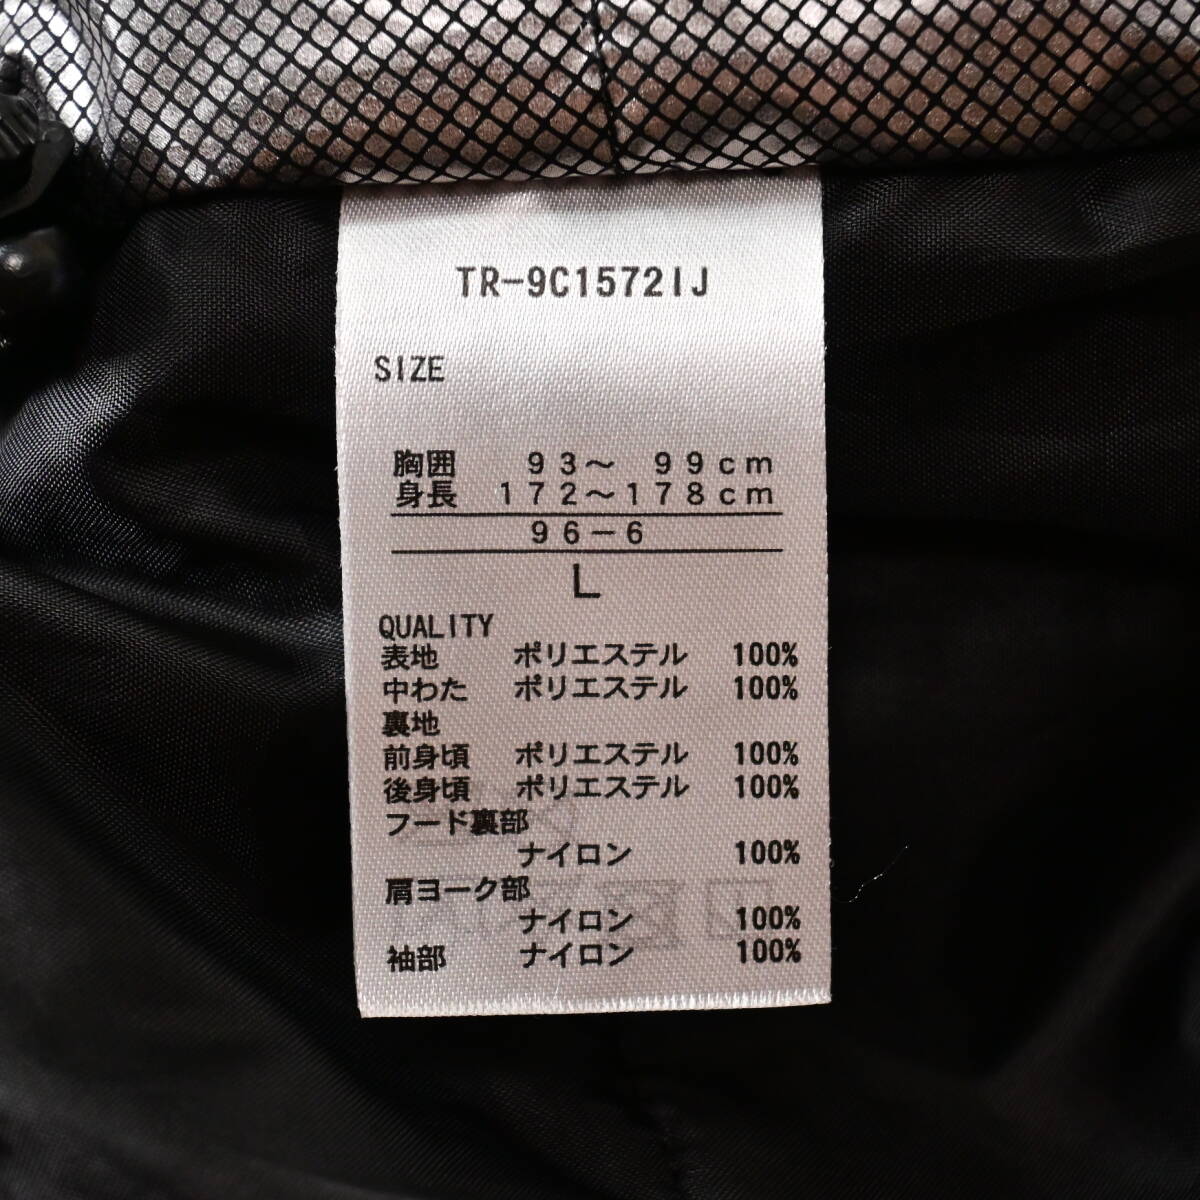 TR-9C1572IJ
SIZE
胸囲 93〜 99cm
身長 172〜178cm
96-6
L
QUALITY
表地 ポリエステル 100%
中わた ポリエステル 100%
裏地
前身頃 ポリエステル 100%
後身頃 ポリエステル 100%
フード裏部
ナイロン 100%
肩ヨーク部
ナイロン 100%
袖部 ナイロン 100%